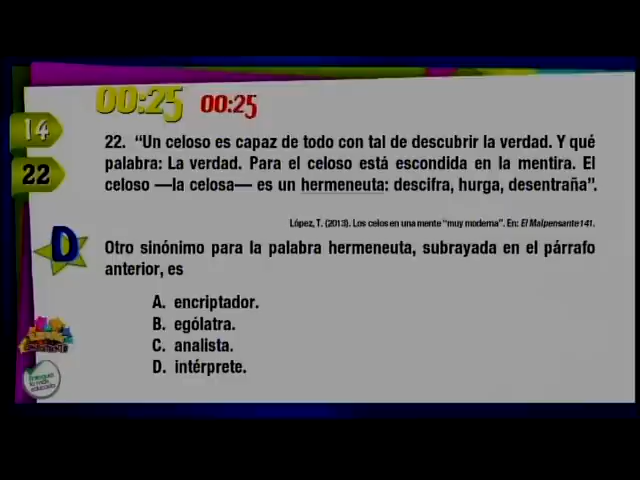 00:25 00:25
14
22. “Un celoso es capaz de todo con tal de descubrir la verdad. Y qué
palabra: La verdad. Para el celoso está escondida en la mentira. El
22
celoso —la celosa— es un hermeneuta: descifra, hurga, desentraña”.
López, T. (2013). Los celos en una mente “muy moderna”. En: El Malpensante 141.
D
Otro sinónimo para la palabra hermeneuta, subrayada en el párrafo
anterior, es
A. encriptador.
B. ególatra.
C. analista.
D. intérprete.
la más
educada